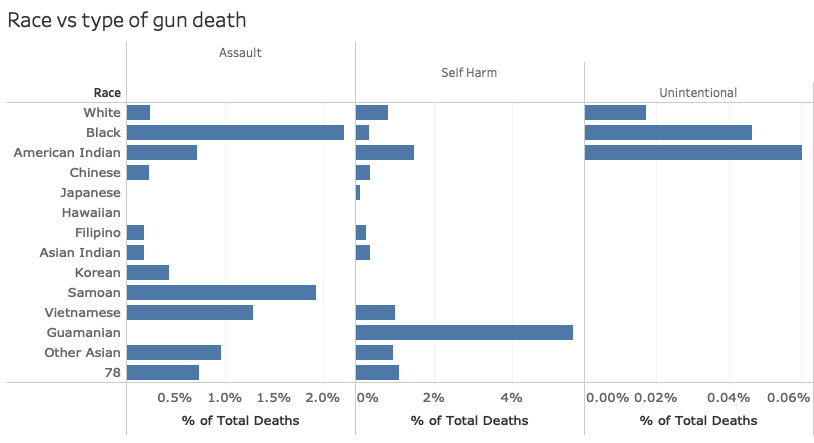 Race vs type of gun death
Assault
Self Harm
Race
Unintentional
White
Black
American Indian
Chinese
Japanese
Hawaiian
Filipino
Asian Indian
Korean
Samoan
Vietnamese
Guamanian
Other Asian
78
0.5% 1.0% 1.5% 2.0% 0% 2% 4% 0.00% 0.02% 0.04% 0.06%
% of Total Deaths % of Total Deaths % of Total Deaths